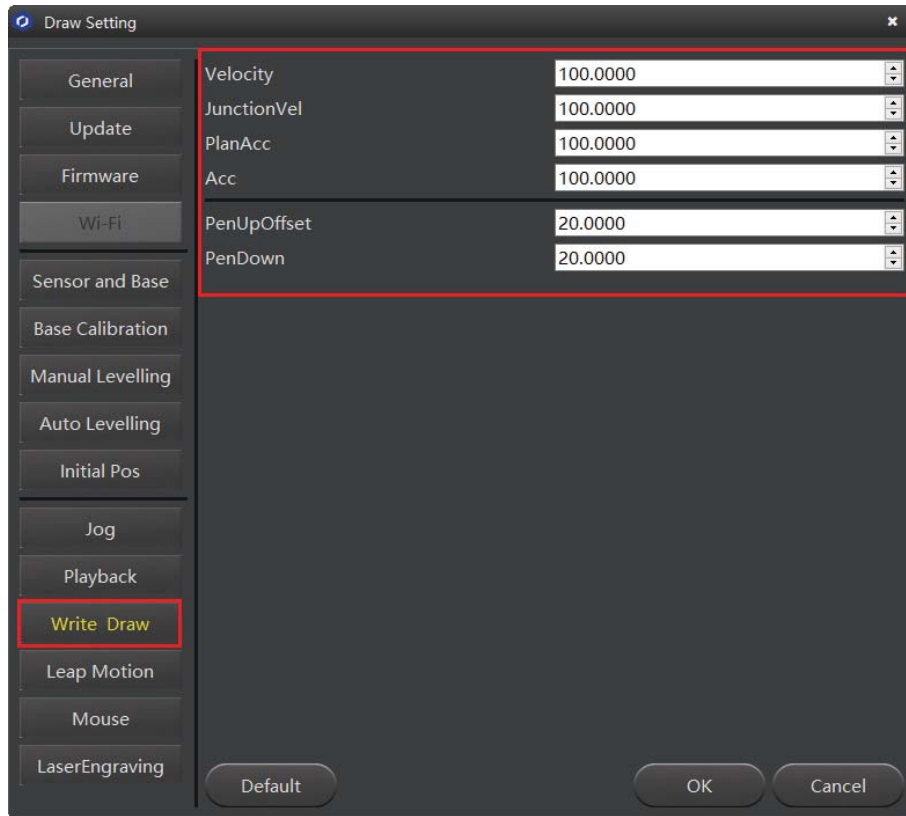 Draw Setting
General
Update
Firmware
Wi-Fi
Sensor and Base
Base Calibration
Manual Levelling
Auto Levelling
Initial Pos
Jog
Playback
Write Draw
Leap Motion
Mouse
LaserEngraving
Velocity 100.0000
JunctionVel 100.0000
PlanAcc 100.0000
Acc 100.0000
PenUpOffset 20.0000
PenDown 20.0000
Default OK Cancel